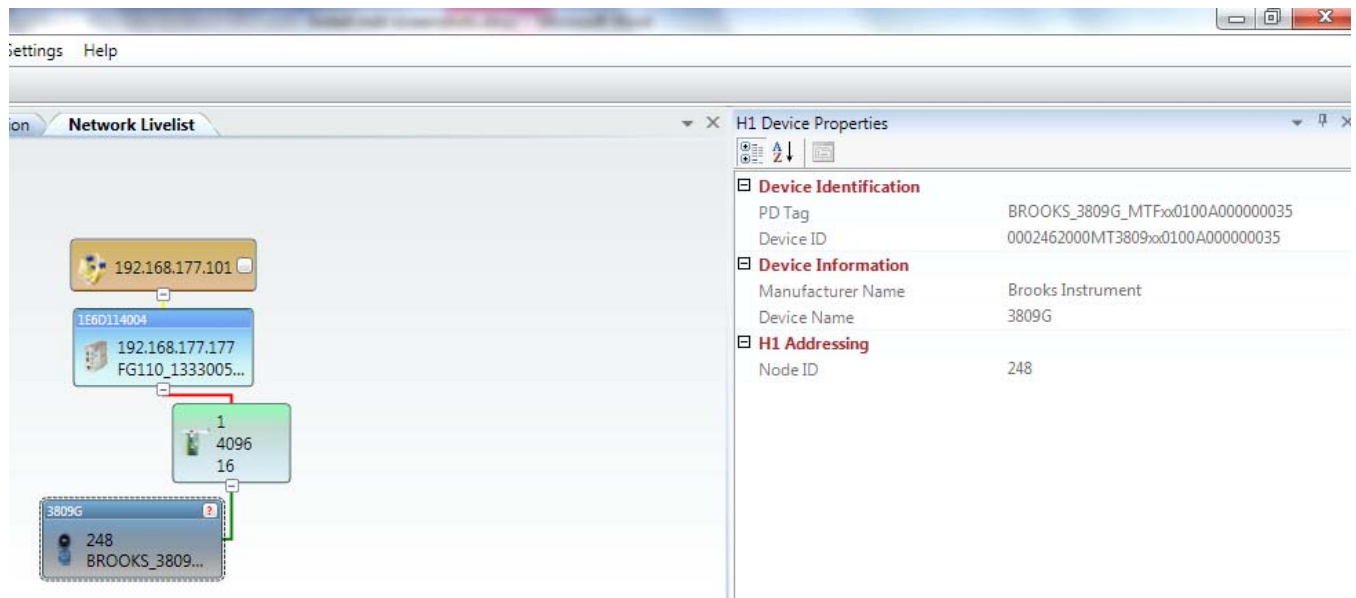 Settings Help
ion Network Livelist
192.168.177.101
1E6D114004
192.168.177.177
FG110_1333005...
1
4096
16
3809G
248
BROOKS_3809...
H1 Device Properties
Device Identification
PD Tag BROOKS_3809G_MTFxx0100A000000035
Device ID 0002462000MT3809xx0100A000000035
Device Information
Manufacturer Name Brooks Instrument
Device Name 3809G
H1 Addressing
Node ID 248